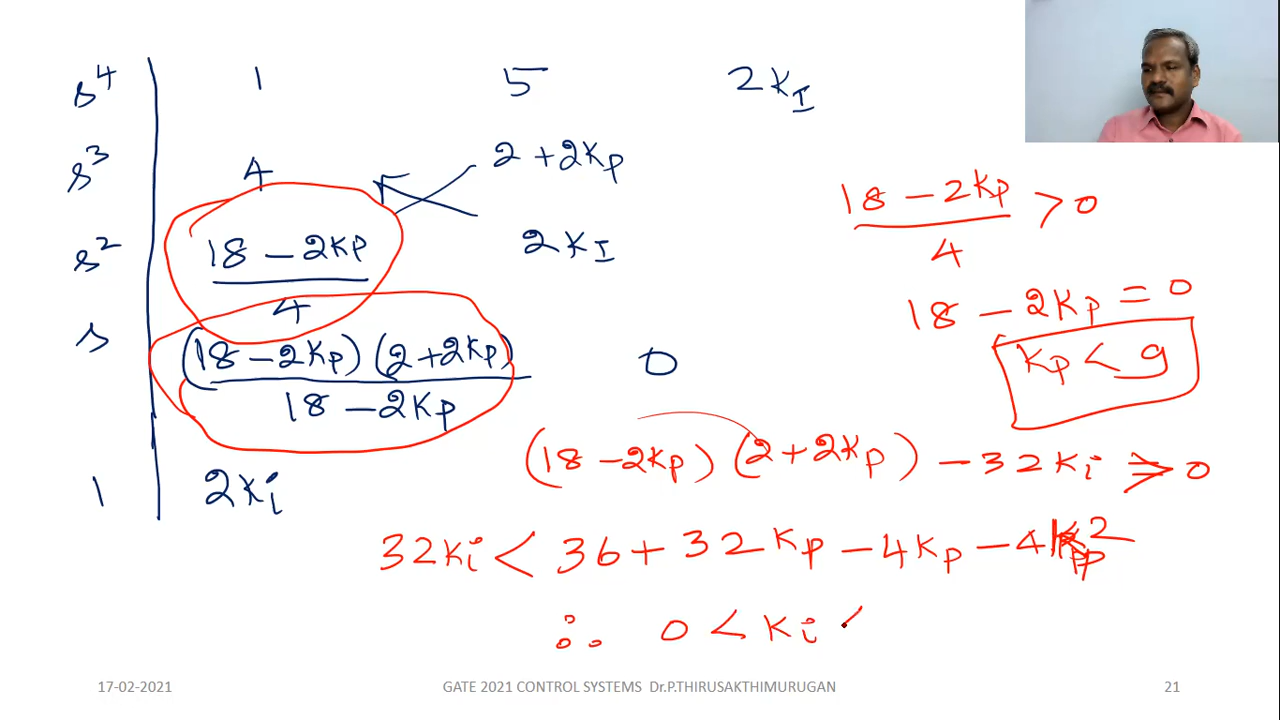 s⁴ 1 5 2K_I
s³ 4 2 + 2Kp
s² (18 - 2Kp)/4 2K_I
s (18 - 2Kp) (2 + 2Kp) / (18 - 2Kp) 0
1 2Ki
(18 - 2Kp)/4 > 0
18 - 2Kp = 0
Kp < 9
(18 - 2Kp) (2 + 2Kp) - 32Ki > 0
32Ki < 36 + 32Kp - 4Kp - 4Kp²
∴ 0 < Ki <
17-02-2021 GATE 2021 CONTROL SYSTEMS Dr.P.THIRUSAKTHIMURUGAN 21